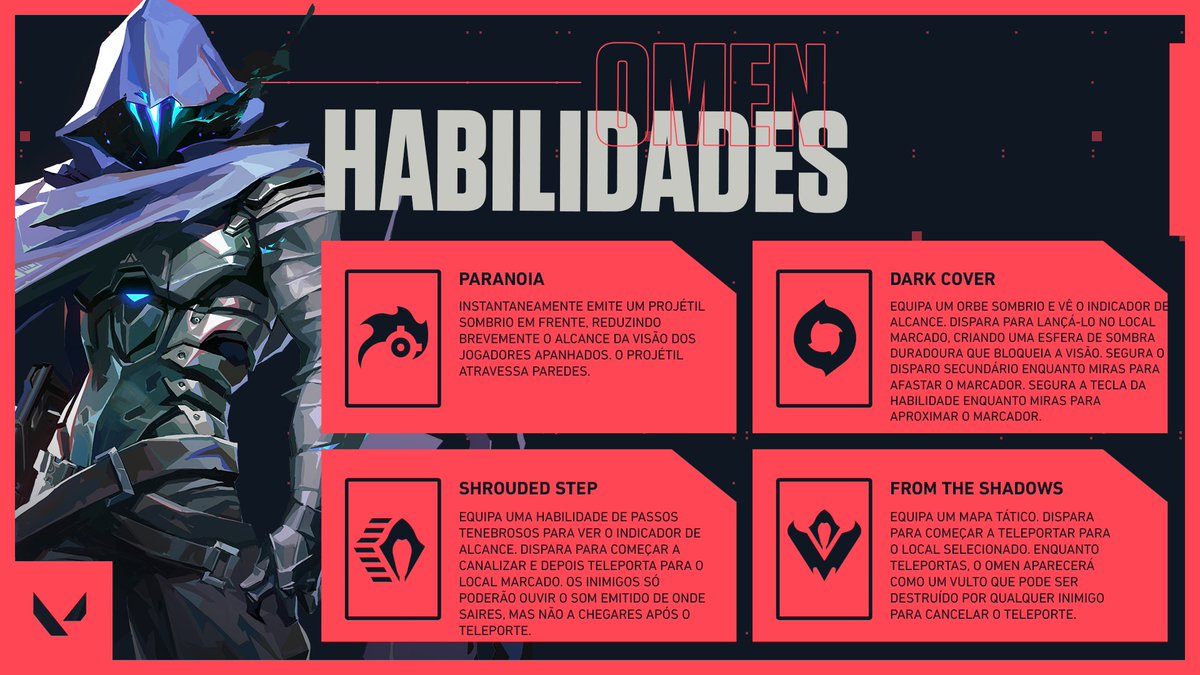 OMEN
HABILIDADES
PARANOIA
INSTANTANEAMENTE EMITE UM PROJÉTIL
SOMBRIO EM FRENTE, REDUZINDO
BREVEMENTE O ALCANCE DA VISÃO DOS
JOGADORES APANHADOS. O PROJÉTIL
ATRAVESSA PAREDES.
DARK COVER
EQUIPA UM ORBE SOMBRIO E VÊ O INDICADOR DE
ALCANCE. DISPARA PARA LANÇÁ-LO NO LOCAL
MARCADO, CRIANDO UMA ESFERA DE SOMBRA
DURADOURA QUE BLOQUEIA A VISÃO. SEGURA O
DISPARO SECUNDÁRIO ENQUANTO MIRAS PARA
AFASTAR O MARCADOR. SEGURA A TECLA DA
HABILIDADE ENQUANTO MIRAS PARA
APROXIMAR O MARCADOR.
SHROUDED STEP
EQUIPA UMA HABILIDADE DE PASSOS
TENEBROSOS PARA VER O INDICADOR DE
ALCANCE. DISPARA PARA COMEÇAR A
CANALIZAR E DEPOIS TELEPORTA PARA O
LOCAL MARCADO. OS INIMIGOS SÓ
PODERÃO OUVIR O SOM EMITIDO DE ONDE
SAIRES, MAS NÃO A CHEGARES APÓS O
TELEPORTE.
FROM THE SHADOWS
EQUIPA UM MAPA TÁTICO. DISPARA
PARA COMEÇAR A TELEPORTAR PARA
O LOCAL SELECIONADO. ENQUANTO
TELEPORTAS, O OMEN APARECERÁ
COMO UM VULTO QUE PODE SER
DESTRUÍDO POR QUALQUER INIMIGO
PARA CANCELAR O TELEPORTE.